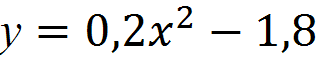 y = 0,2x² − 1,8